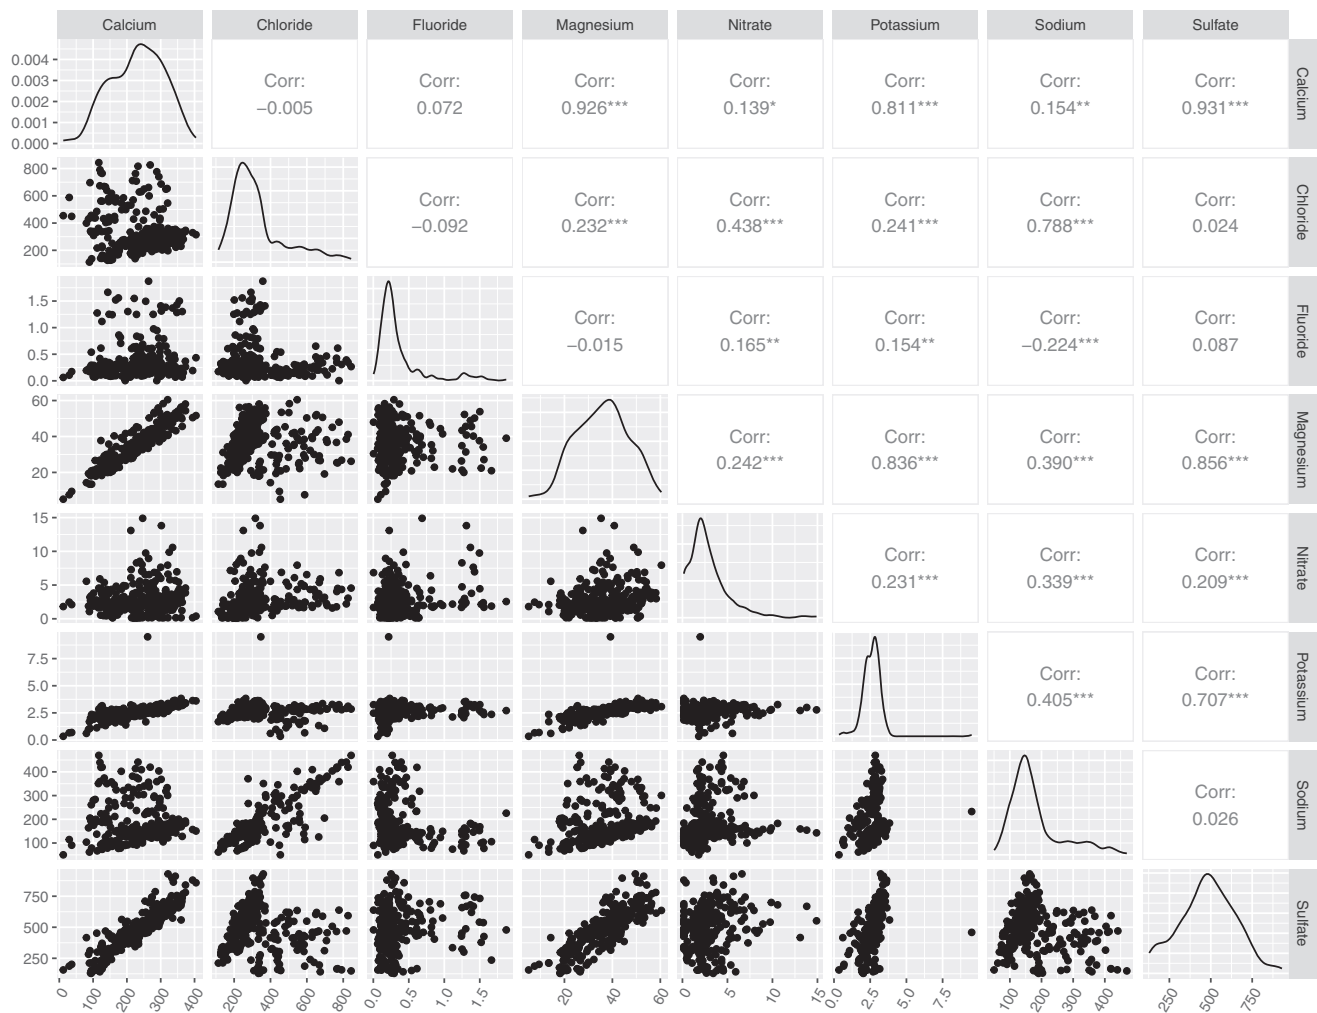 Calcium Chloride Fluoride Magnesium Nitrate Potassium Sodium Sulfate
0.004
0.003
0.002
0.001
0.000
Corr:
−0.005
Corr:
0.072
Corr:
0.926***
Corr:
0.139*
Corr:
0.811***
Corr:
0.154**
Corr:
0.931***
Calcium
800
600
400
200
Corr:
−0.092
Corr:
0.232***
Corr:
0.438***
Corr:
0.241***
Corr:
0.788***
Corr:
0.024
Chloride
1.5
1.0
0.5
0.0
Corr:
−0.015
Corr:
0.165**
Corr:
0.154**
Corr:
−0.224***
Corr:
0.087
Fluoride
60
40
20
Corr:
0.242***
Corr:
0.836***
Corr:
0.390***
Corr:
0.856***
Magnesium
15
10
5
0
Corr:
0.231***
Corr:
0.339***
Corr:
0.209***
Nitrate
7.5
5.0
2.5
0.0
Corr:
0.405***
Corr:
0.707***
Potassium
400
300
200
100
Corr:
0.026
Sodium
750
500
250
Sulfate
0 100 200 300 400 200 400 600 800 0.0 0.5 1.0 1.5 20 40 60 0 5 10 15 0.0 2.5 5.0 7.5 100 200 300 400 250 500 750